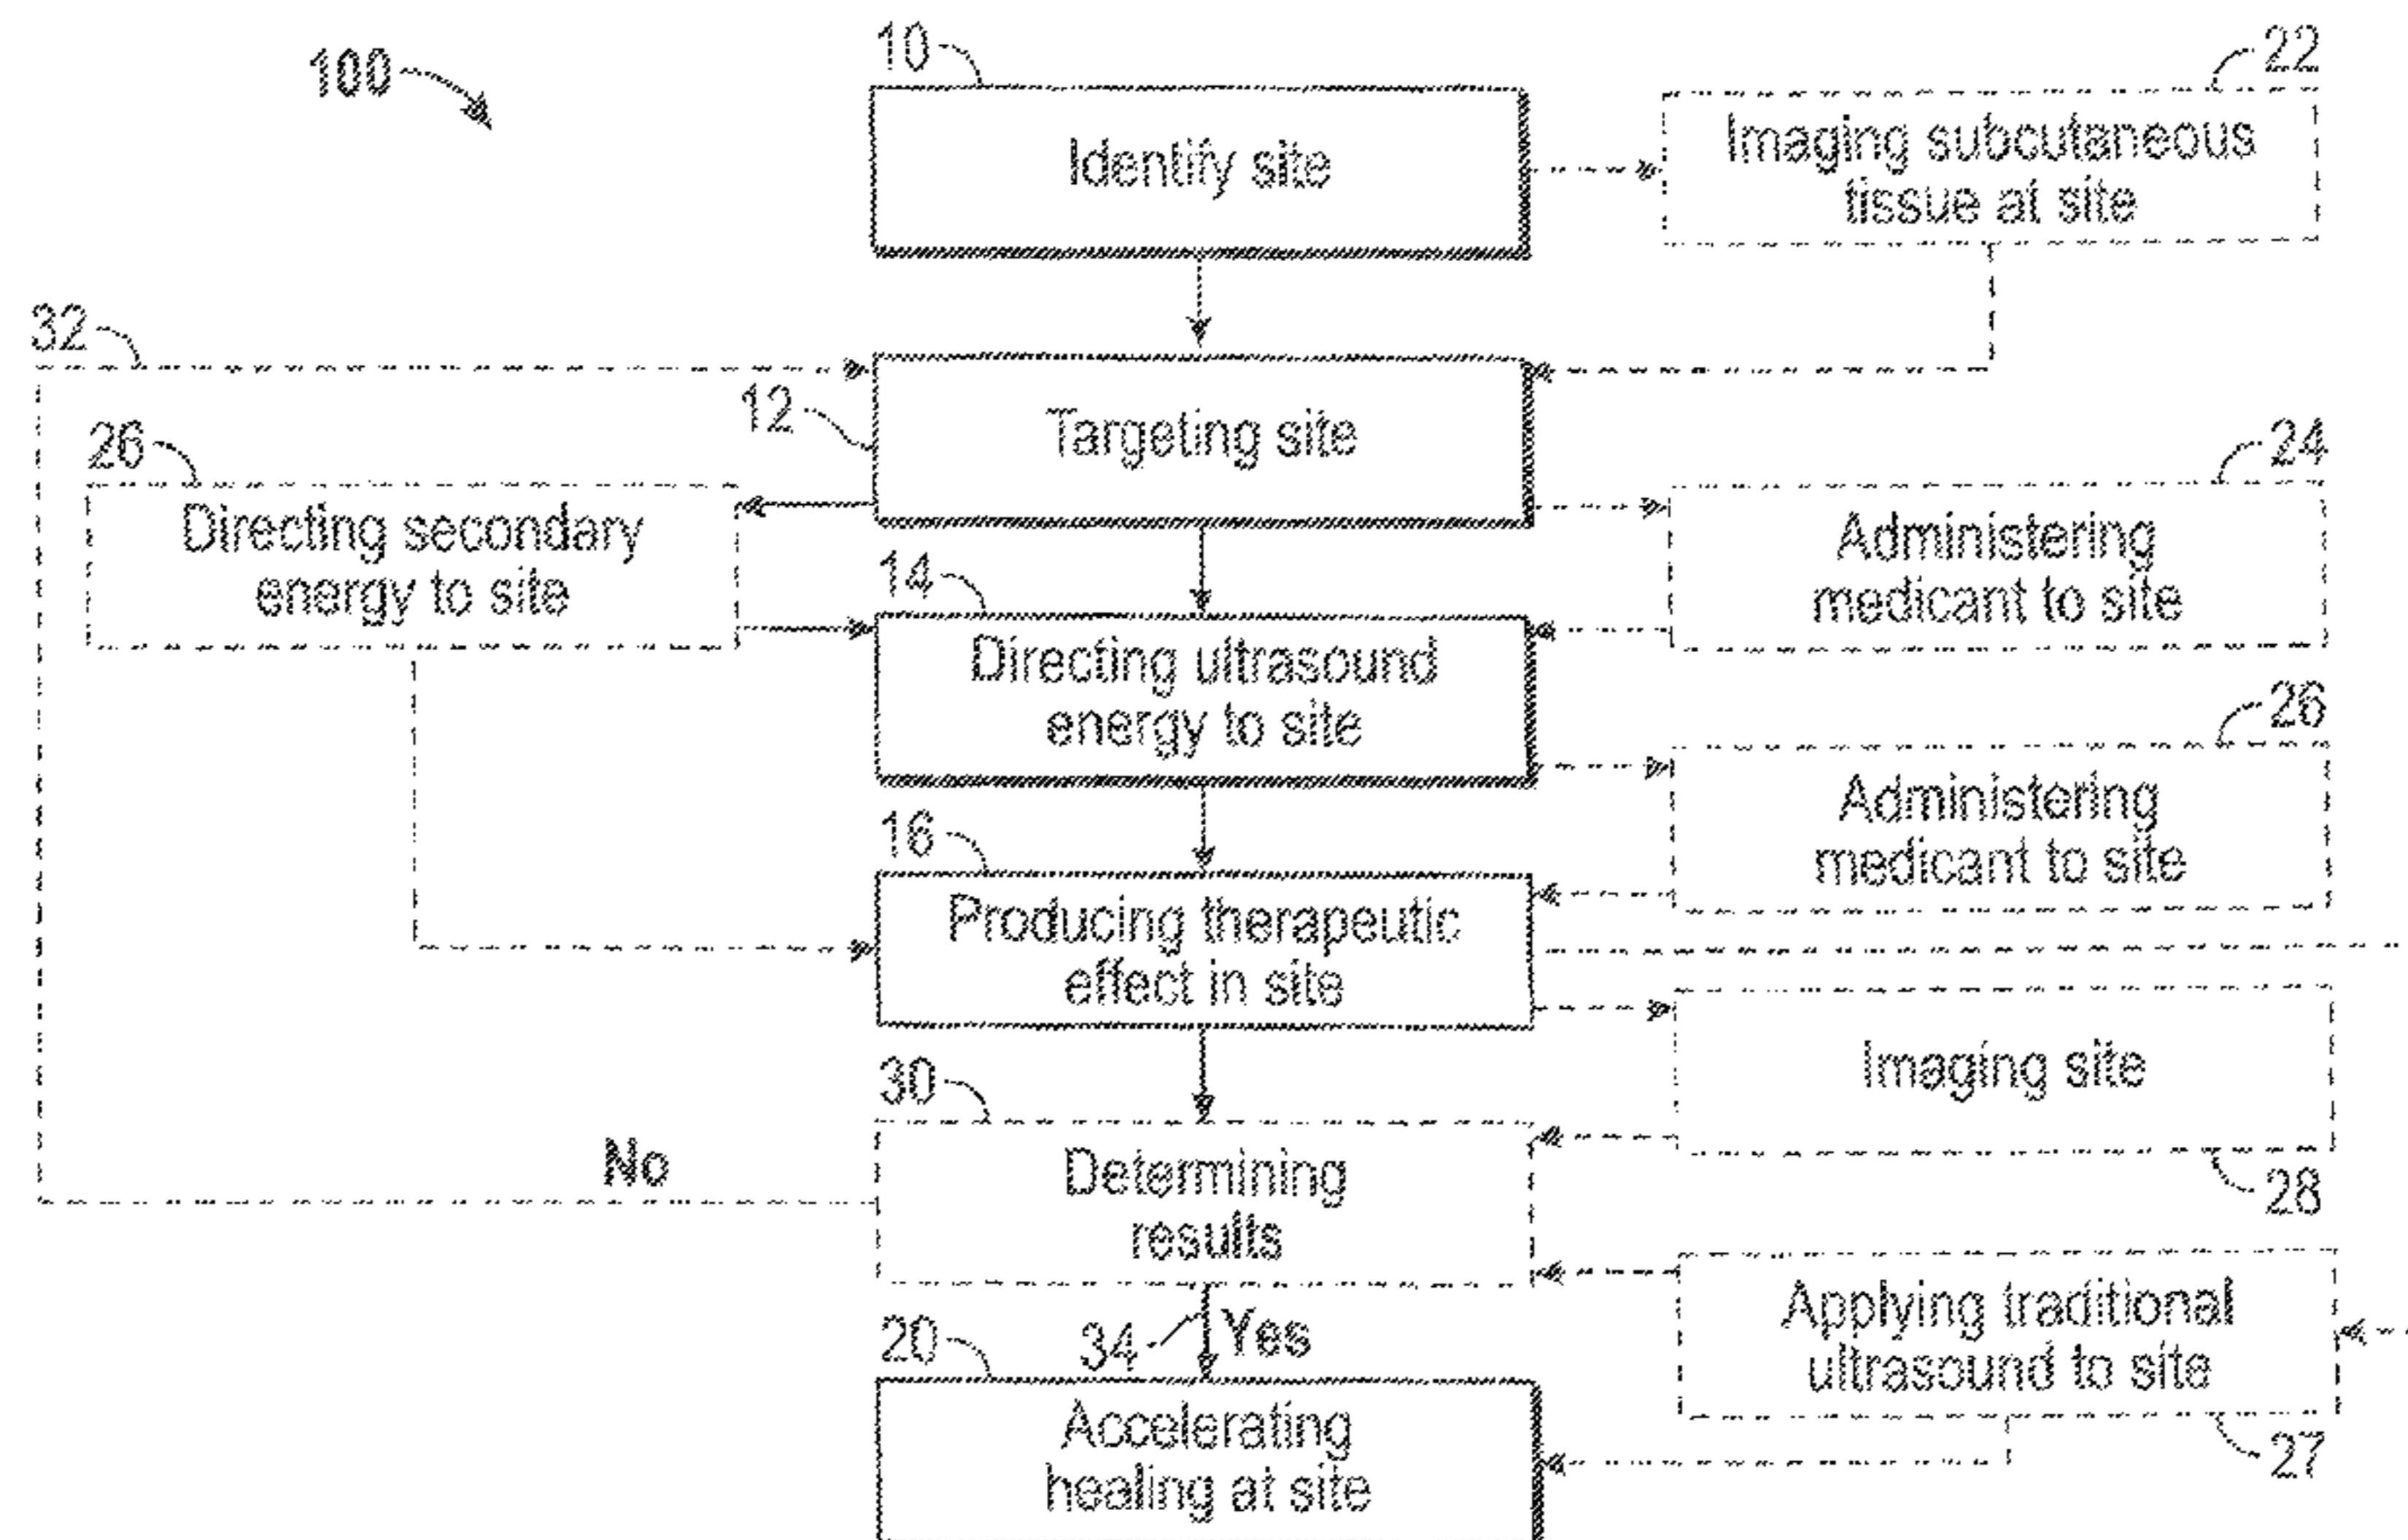 100
10
Identify site
22
Imaging subcutaneous
tissue at site
32
12
Targeting site
26
Directing secondary
energy to site
24
Administering
medicant to site
14
Directing ultrasound
energy to site
26
Administering
medicant to site
16
Producing therapeutic
effect in site
Imaging site
28
30
Determining
results
No
34
Yes
Applying traditional
ultrasound to site
27
20
Accelerating
healing at site